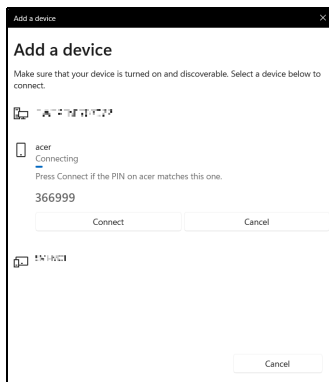 Add a device
Add a device
Make sure that your device is turned on and discoverable. Select a device below to
connect.
acer
Connecting
Press Connect if the PIN on acer matches this one.
366999
Connect Cancel
Cancel